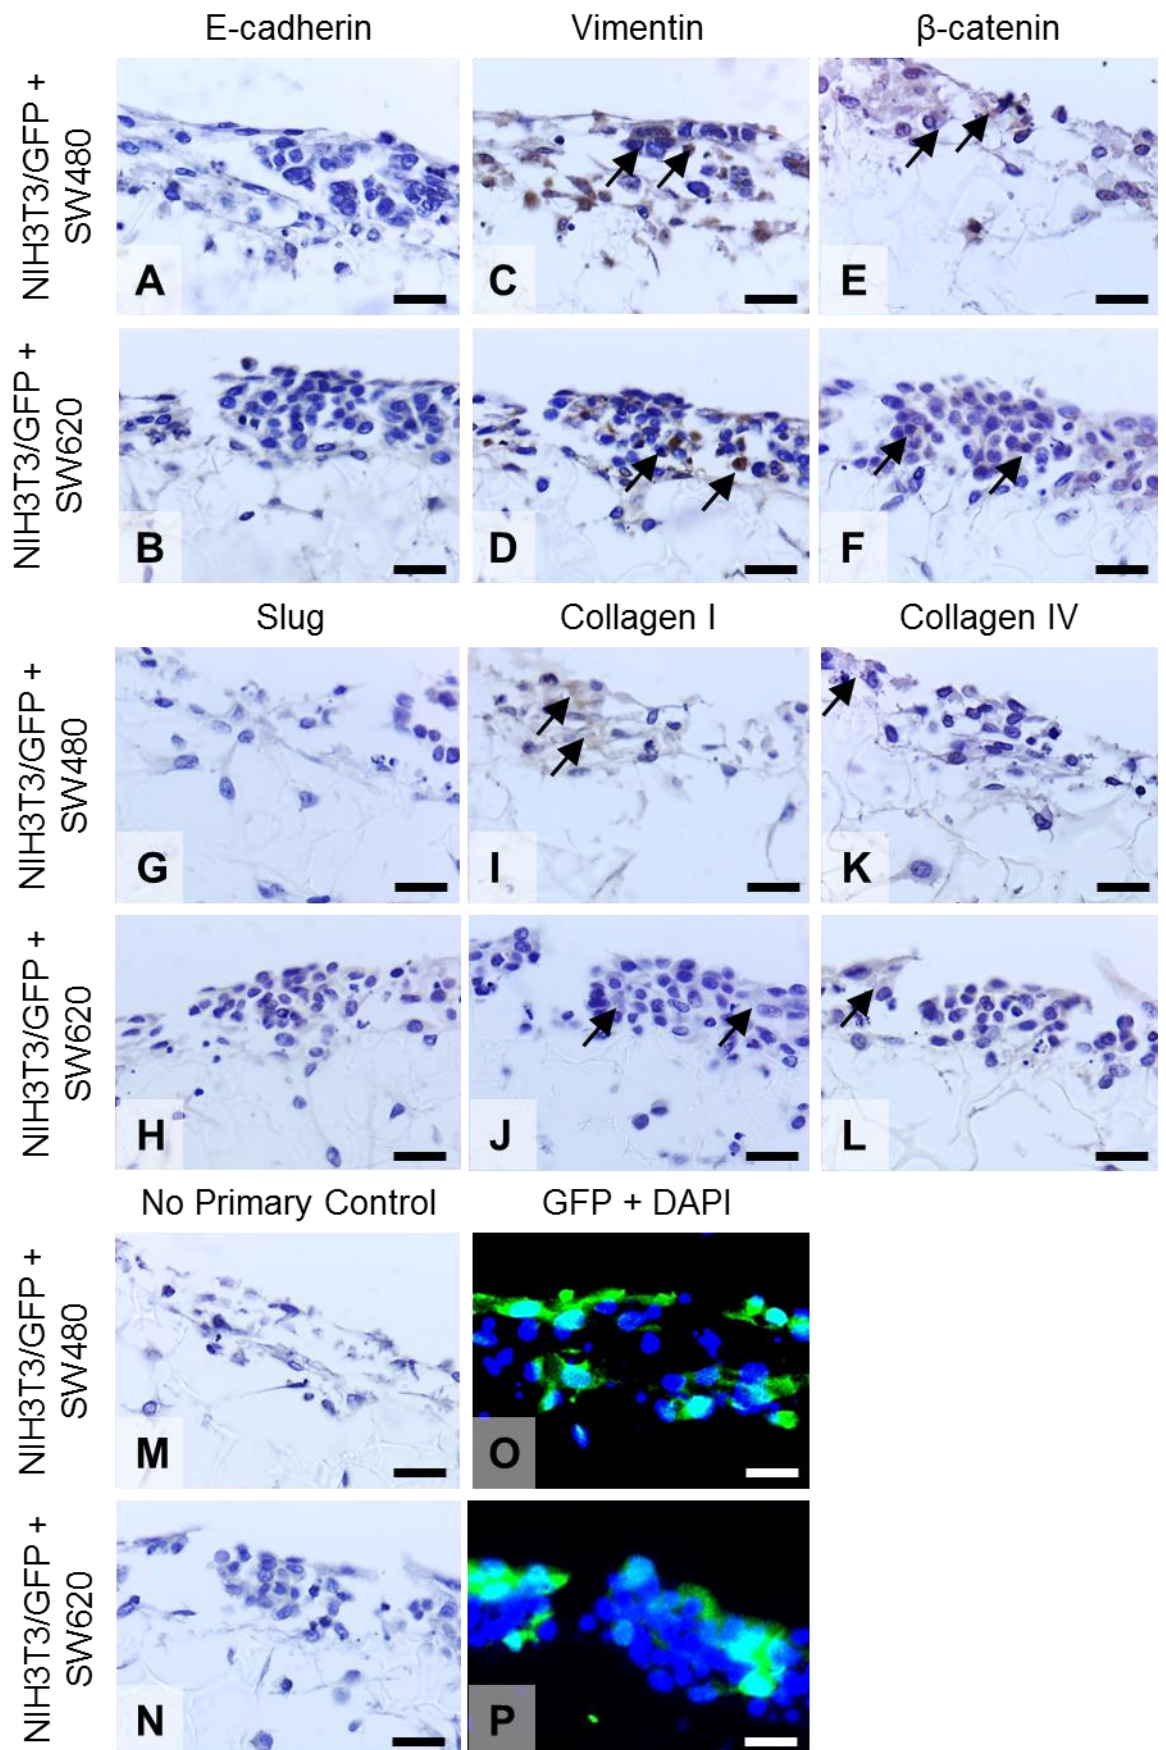 E-cadherin Vimentin β-catenin
NIH3T3/GFP +
SW480
A C E
NIH3T3/GFP +
SW620
B D F
Slug Collagen I Collagen IV
NIH3T3/GFP +
SW480
G I K
NIH3T3/GFP +
SW620
H J L
No Primary Control GFP + DAPI
NIH3T3/GFP +
SW480
M O
NIH3T3/GFP +
SW620
N P